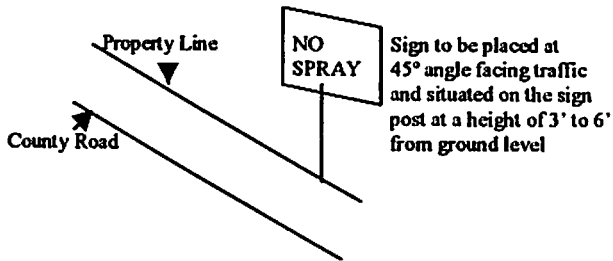 Property Line
County Road
NO
SPRAY
Sign to be placed at
45° angle facing traffic
and situated on the sign
post at a height of 3' to 6'
from ground level